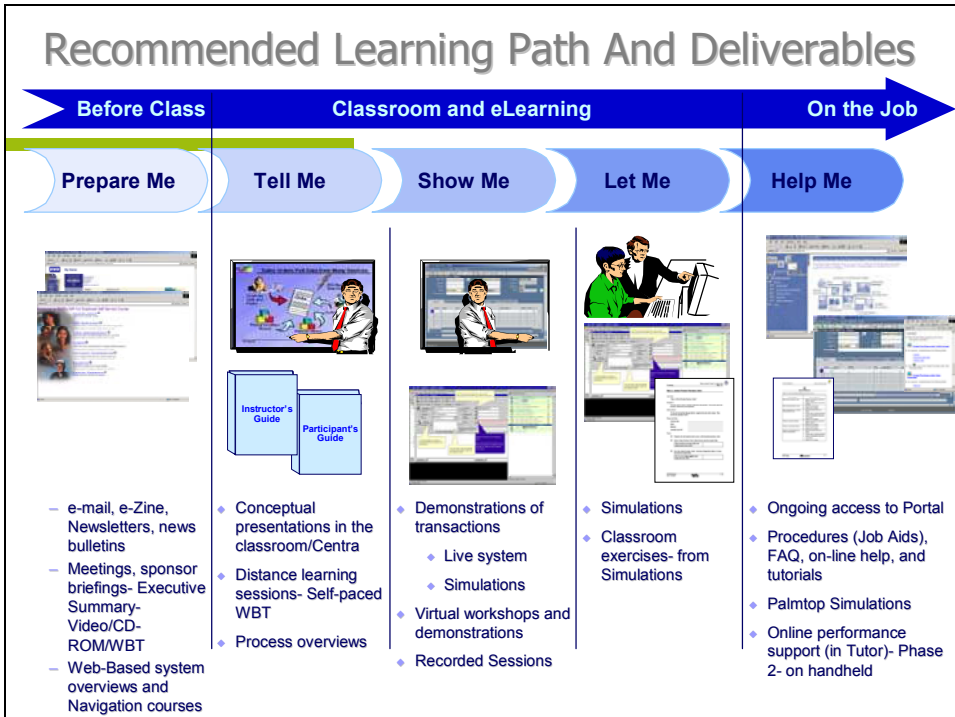 Recommended Learning Path And Deliverables
Before Class
Classroom and eLearning
On the Job
Prepare Me
Tell Me
Show Me
Let Me
Help Me
Instructor's
Guide
Participant's
Guide
– e-mail, e-Zine,
Newsletters, news
bulletins
– Meetings, sponsor
briefings- Executive
Summary-
Video/CD-
ROM/WBT
– Web-Based system
overviews and
Navigation courses
Conceptual
presentations in the
classroom/Centra
Distance learning
sessions- Self-paced
WBT
Process overviews
Demonstrations of
transactions
Live system
Simulations
Virtual workshops and
demonstrations
Recorded Sessions
Simulations
Classroom
exercises- from
Simulations
Ongoing access to Portal
Procedures (Job Aids),
FAQ, on-line help, and
tutorials
Palmtop Simulations
Online performance
support (in Tutor)- Phase
2- on handheld